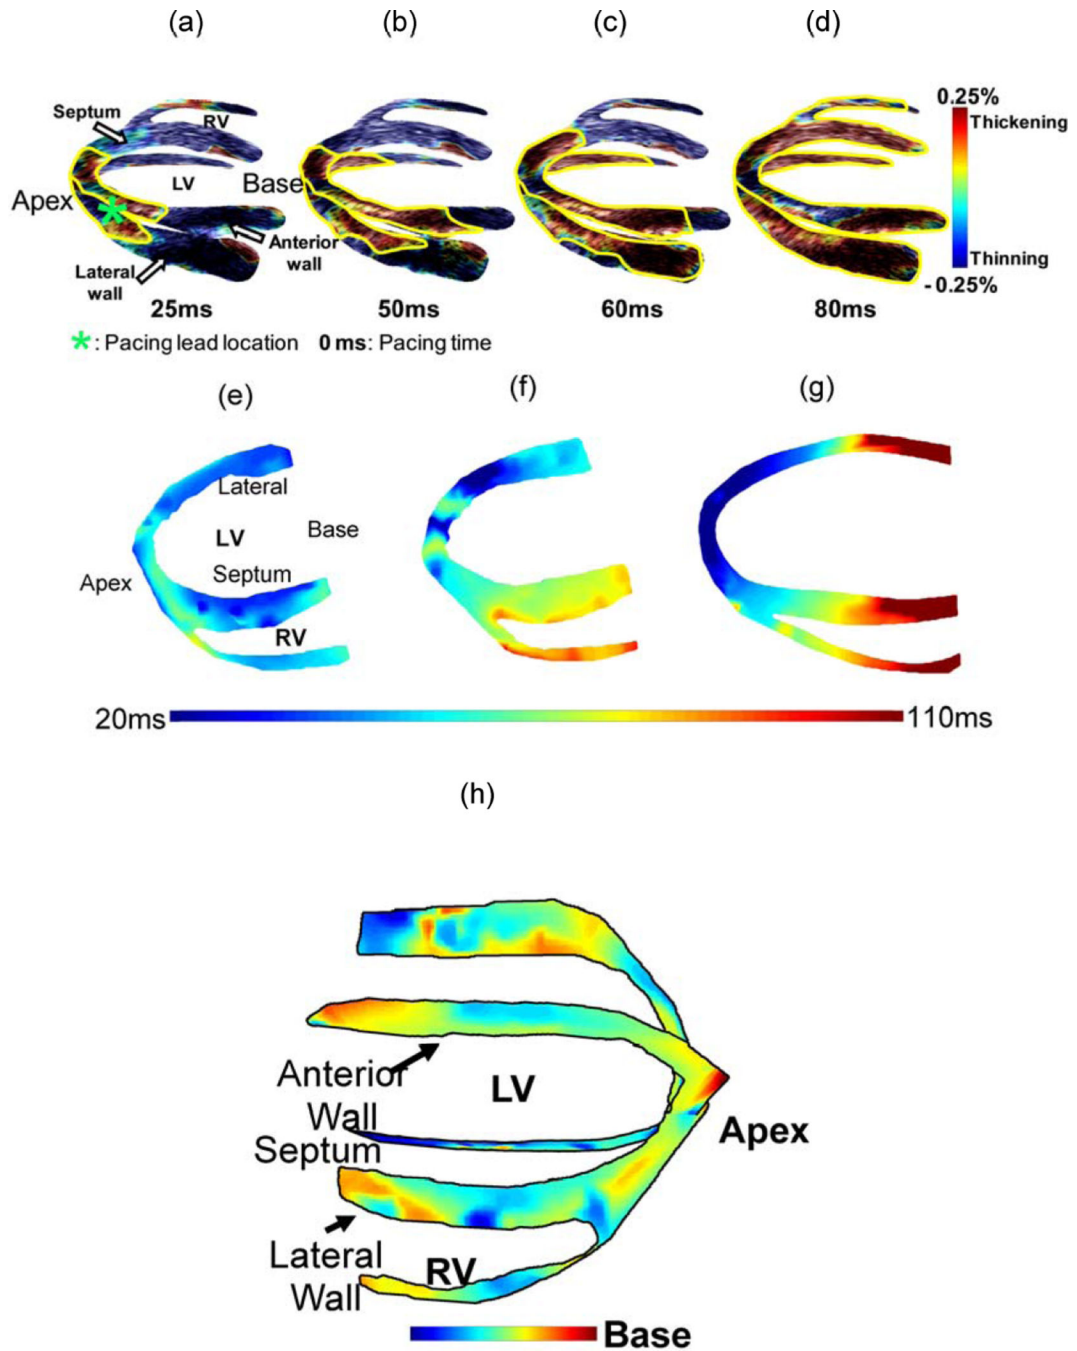 (a) (b) (c) (d)
Septum
RV
0.25%
Thickening
LV
Base
Apex
Anterior
wall
Lateral
wall
Thinning
- 0.25%
25ms 50ms 60ms 80ms
*: Pacing lead location 0 ms: Pacing time
(e) (f) (g)
Lateral
LV
Base
Apex
Septum
RV
20ms 110ms
(h)
Anterior
Wall
LV
Apex
Septum
Lateral
Wall
RV
Base